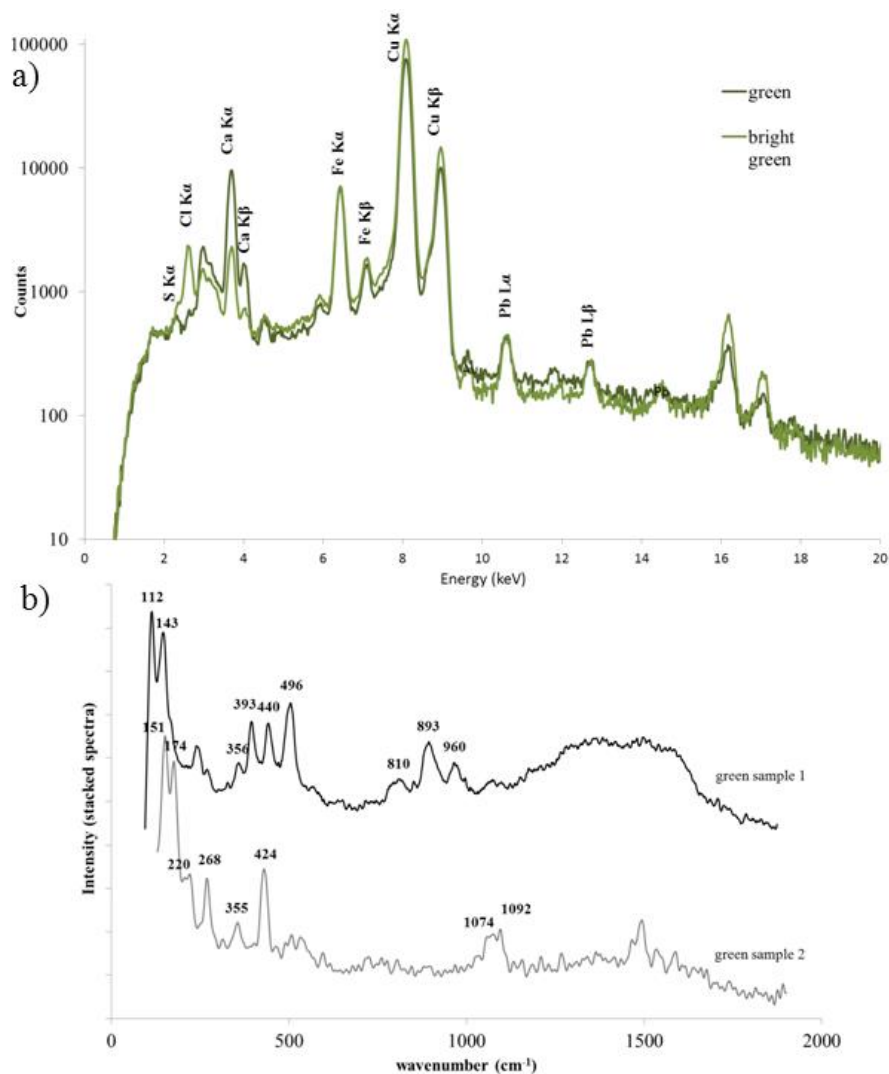 a)
100000
10000
1000
100
10
Counts
S Kα
Cl Kα
Ca Kα
Ca Kβ
Fe Kα
Fe Kβ
Cu Kα
Cu Kβ
Pb Lα
Pb Lβ
Pb
green
bright
green
0 2 4 6 8 10 12 14 16 18 20
Energy (keV)
b)
112
143
151
174
220
268
356
393
440
496
810
893
960
green sample 1
355
424
1074
1092
green sample 2
Intensity (stacked spectra)
0 500 1000 1500 2000
wavenumber (cm⁻¹)